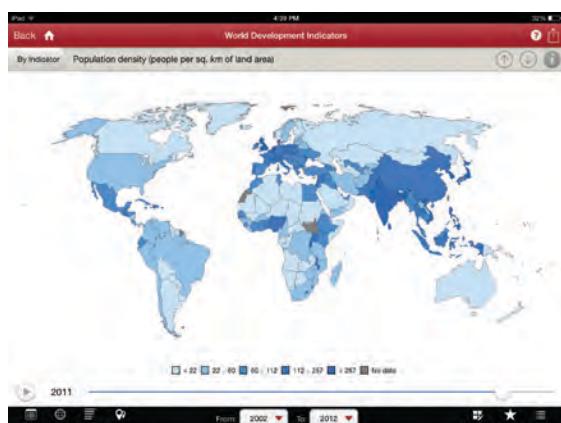 iPad 4:39 PM 32%
Back World Development Indicators ?
By Indicator Population density (people per sq. km of land area) i
< 22 22 - 60 60 - 112 112 - 257 > 257 No data
2011
From: 2002 To: 2012